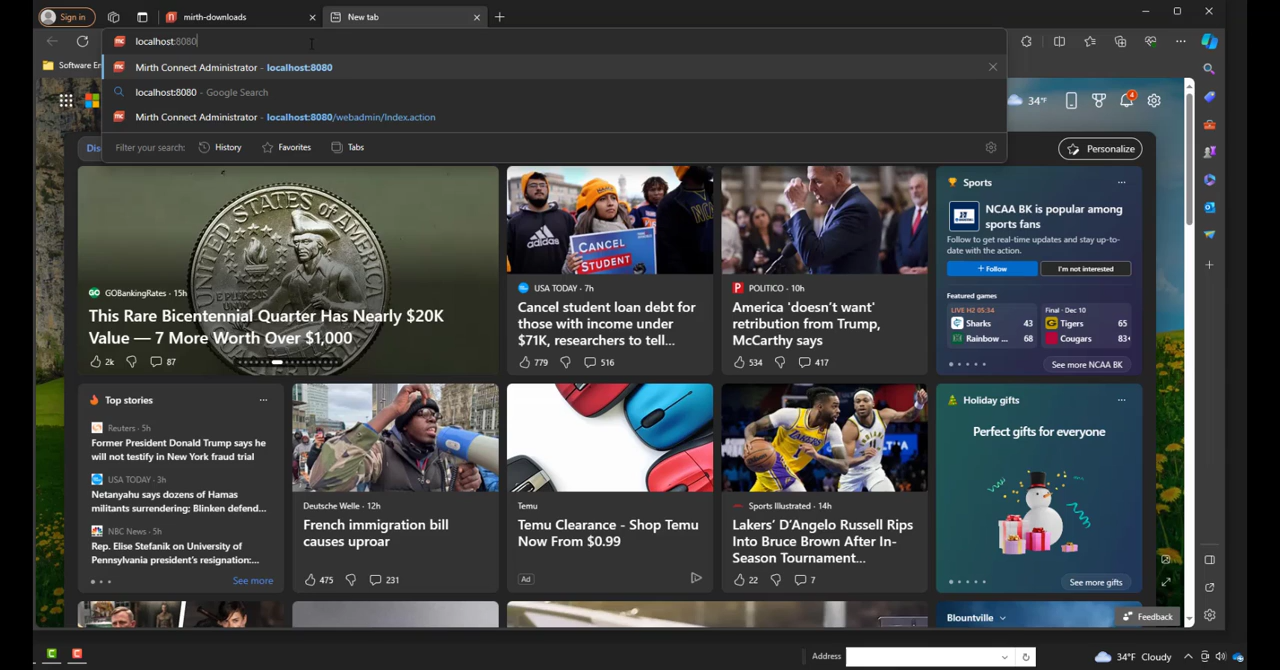 Sign in
mirth-downloads
New tab
localhost:8080
Mirth Connect Administrator - localhost:8080
localhost:8080 - Google Search
Mirth Connect Administrator - localhost:8080/webadmin/Index.action
Filter your search: History Favorites Tabs
34°F
4
Personalize
GOBankingRates · 15h
This Rare Bicentennial Quarter Has Nearly $20K
Value — 7 More Worth Over $1,000
2k 87
CANCEL
STUDENT
adidas
USA TODAY · 7h
Cancel student loan debt for
those with income under
$71K, researchers to tell...
779 516
POLITICO · 10h
America 'doesn't want'
retribution from Trump,
McCarthy says
534 417
Sports
NCAA BK is popular among
sports fans
Follow to get real-time updates and stay up-to-
date with the action.
+ Follow
I'm not interested
Featured games
LIVE H2 05:34
Sharks 43
Rainbow ... 68
Final · Dec 10
Tigers 65
Cougars 83
See more NCAA BK
Top stories
Reuters · 5h
Former President Donald Trump says he
will not testify in New York fraud trial
USA TODAY · 3h
Netanyahu says dozens of Hamas
militants surrendering: Blinken defend...
NBC News · 5h
Rep. Elise Stefanik on University of
Pennsylvania president's resignation:...
See more
Deutsche Welle · 12h
French immigration bill
causes uproar
475 231
Temu
Temu Clearance - Shop Temu
Now From $0.99
Ad
Sports Illustrated · 14h
Lakers' D'Angelo Russell Rips
Into Bruce Brown After In-
Season Tournament...
22 7
Holiday gifts
Perfect gifts for everyone
See more gifts
Blountville
Feedback
Address
34°F Cloudy